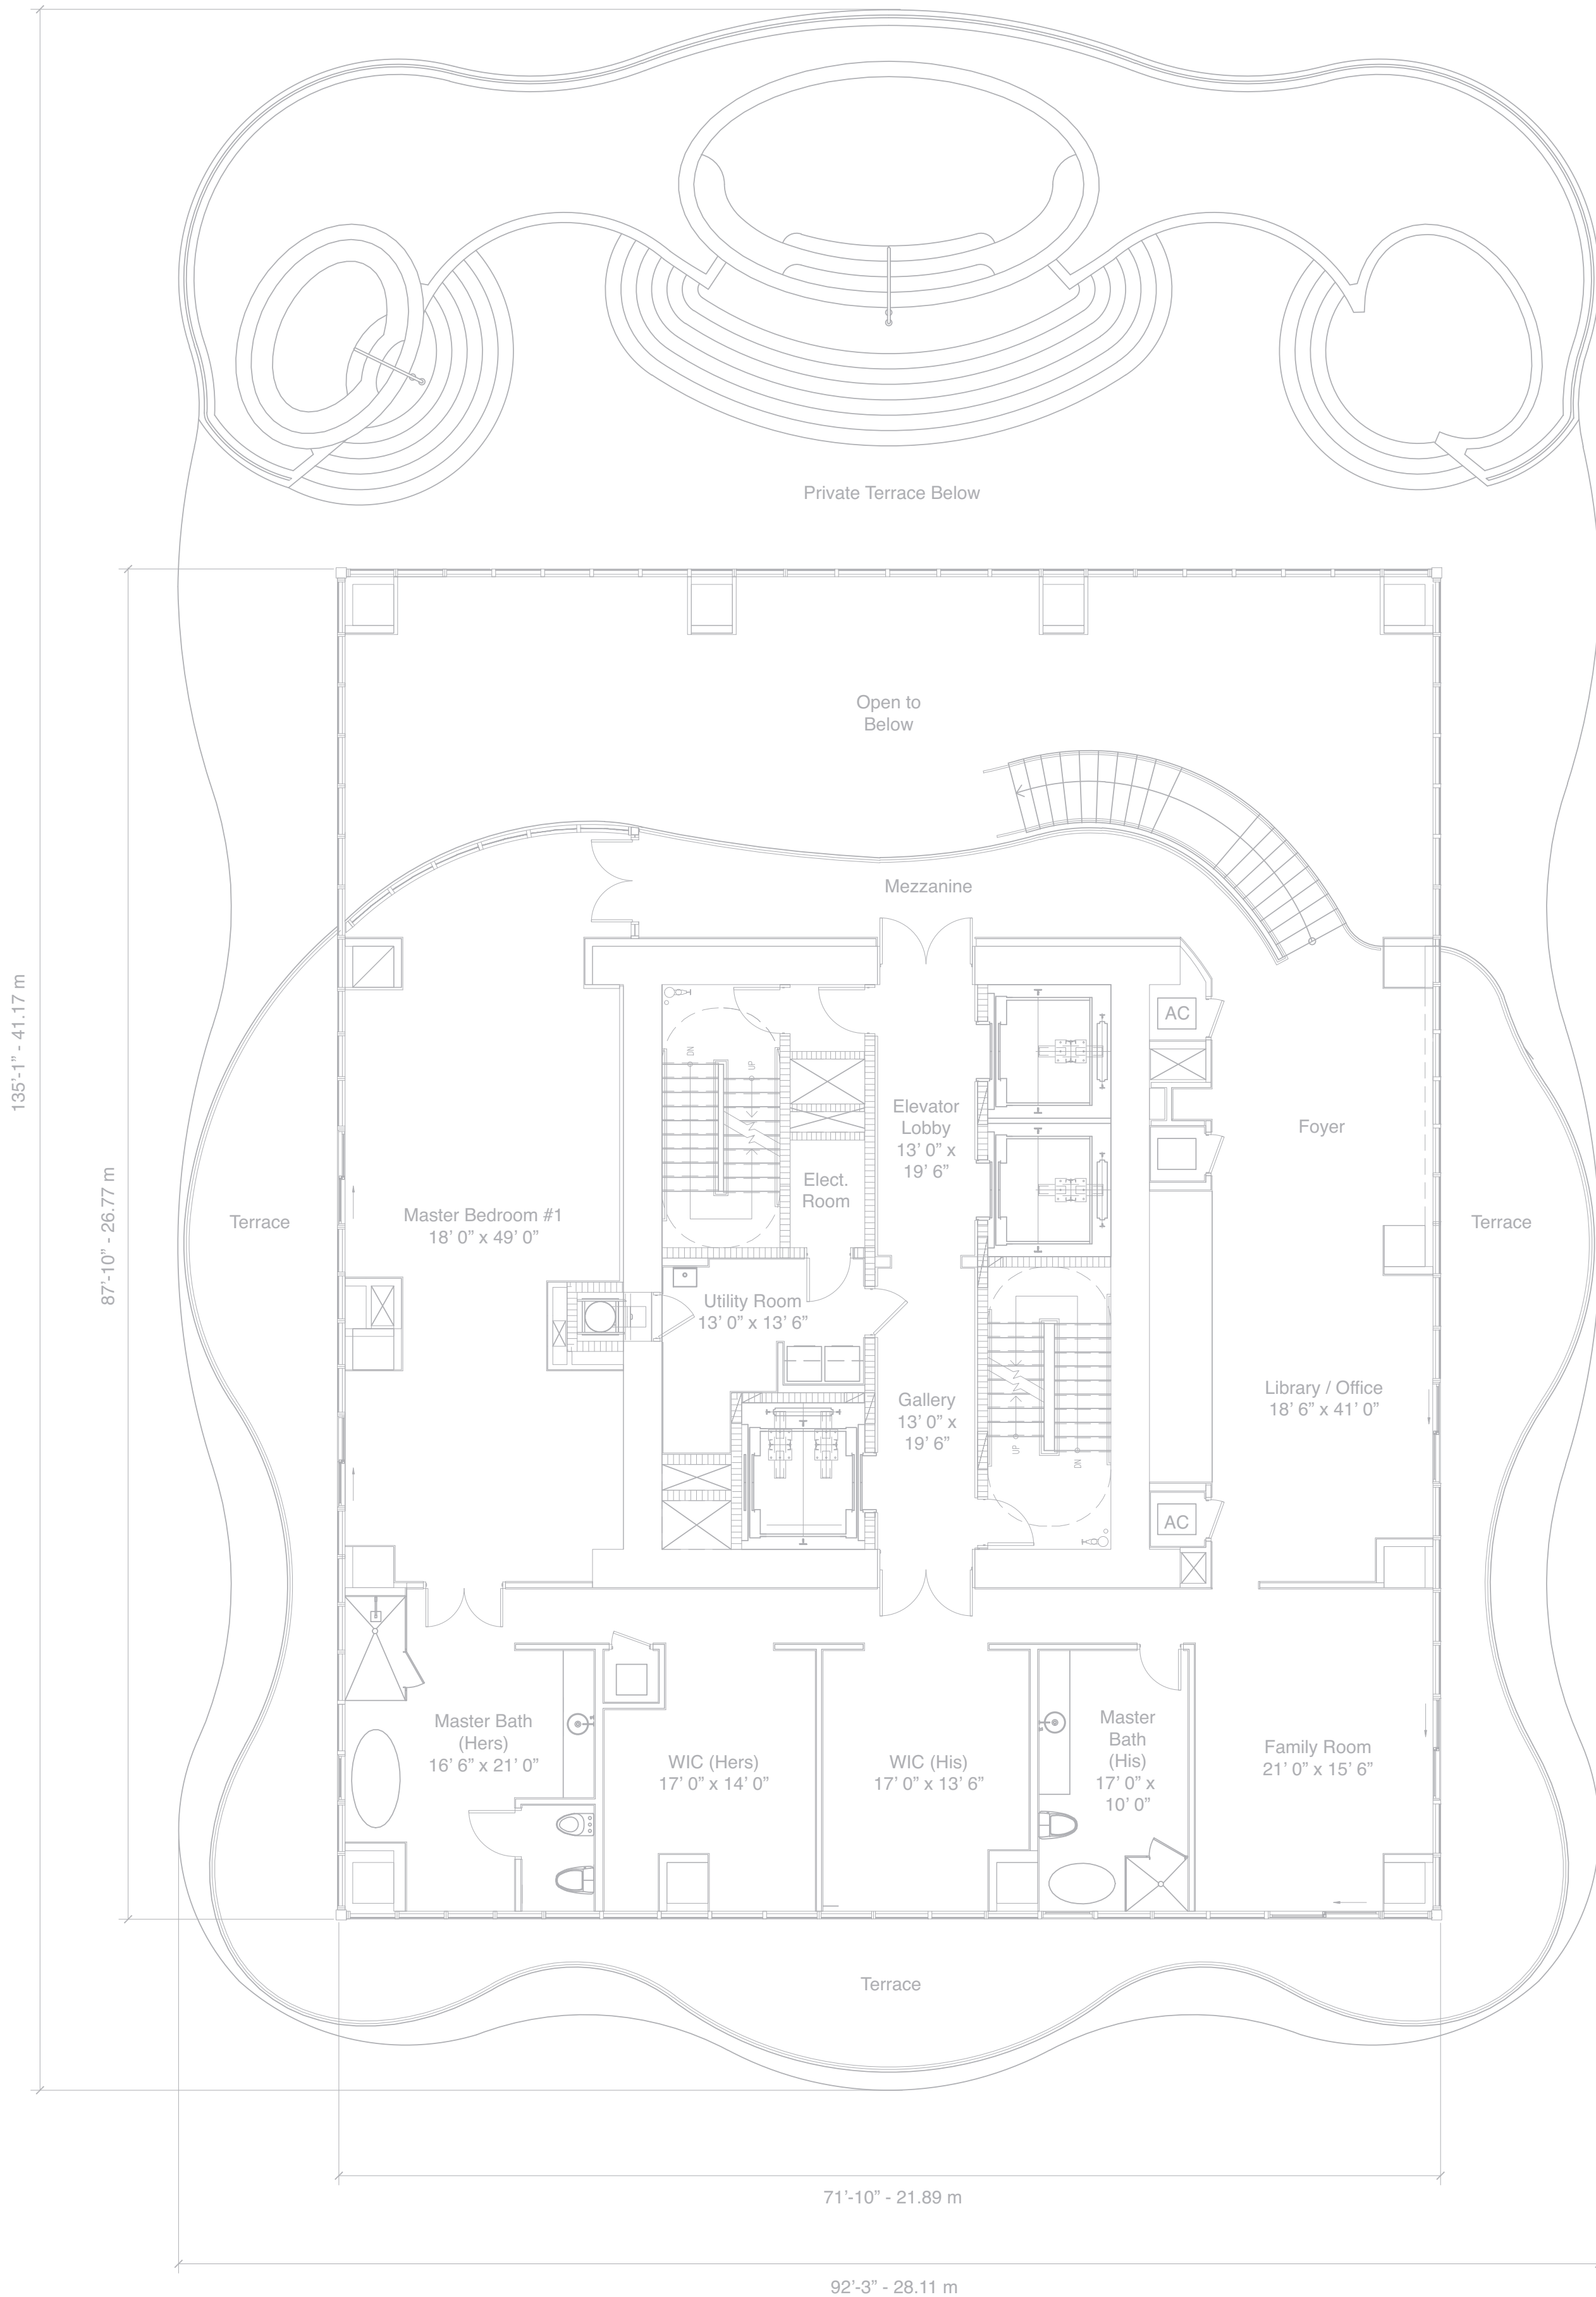 Private Terrace Below
Open to
Below
Mezzanine
AC
DN
UP
Elevator
Lobby
13’ 0” x
19’ 6”
Foyer
Elect.
Room
135’-1” - 41.17 m
87’-10” - 26.77 m
Terrace
Master Bedroom #1
18’ 0” x 49’ 0”
Terrace
Utility Room
13’ 0” x 13’ 6”
Gallery
13’ 0” x
19’ 6”
Library / Office
18’ 6” x 41’ 0”
UP
DN
AC
Master Bath
(Hers)
16’ 6” x 21’ 0”
WIC (Hers)
17’ 0” x 14’ 0”
WIC (His)
17’ 0” x 13’ 6”
Master
Bath
(His)
17’ 0” x
10’ 0”
Family Room
21’ 0” x 15’ 6”
Terrace
71’-10” - 21.89 m
92’-3” - 28.11 m